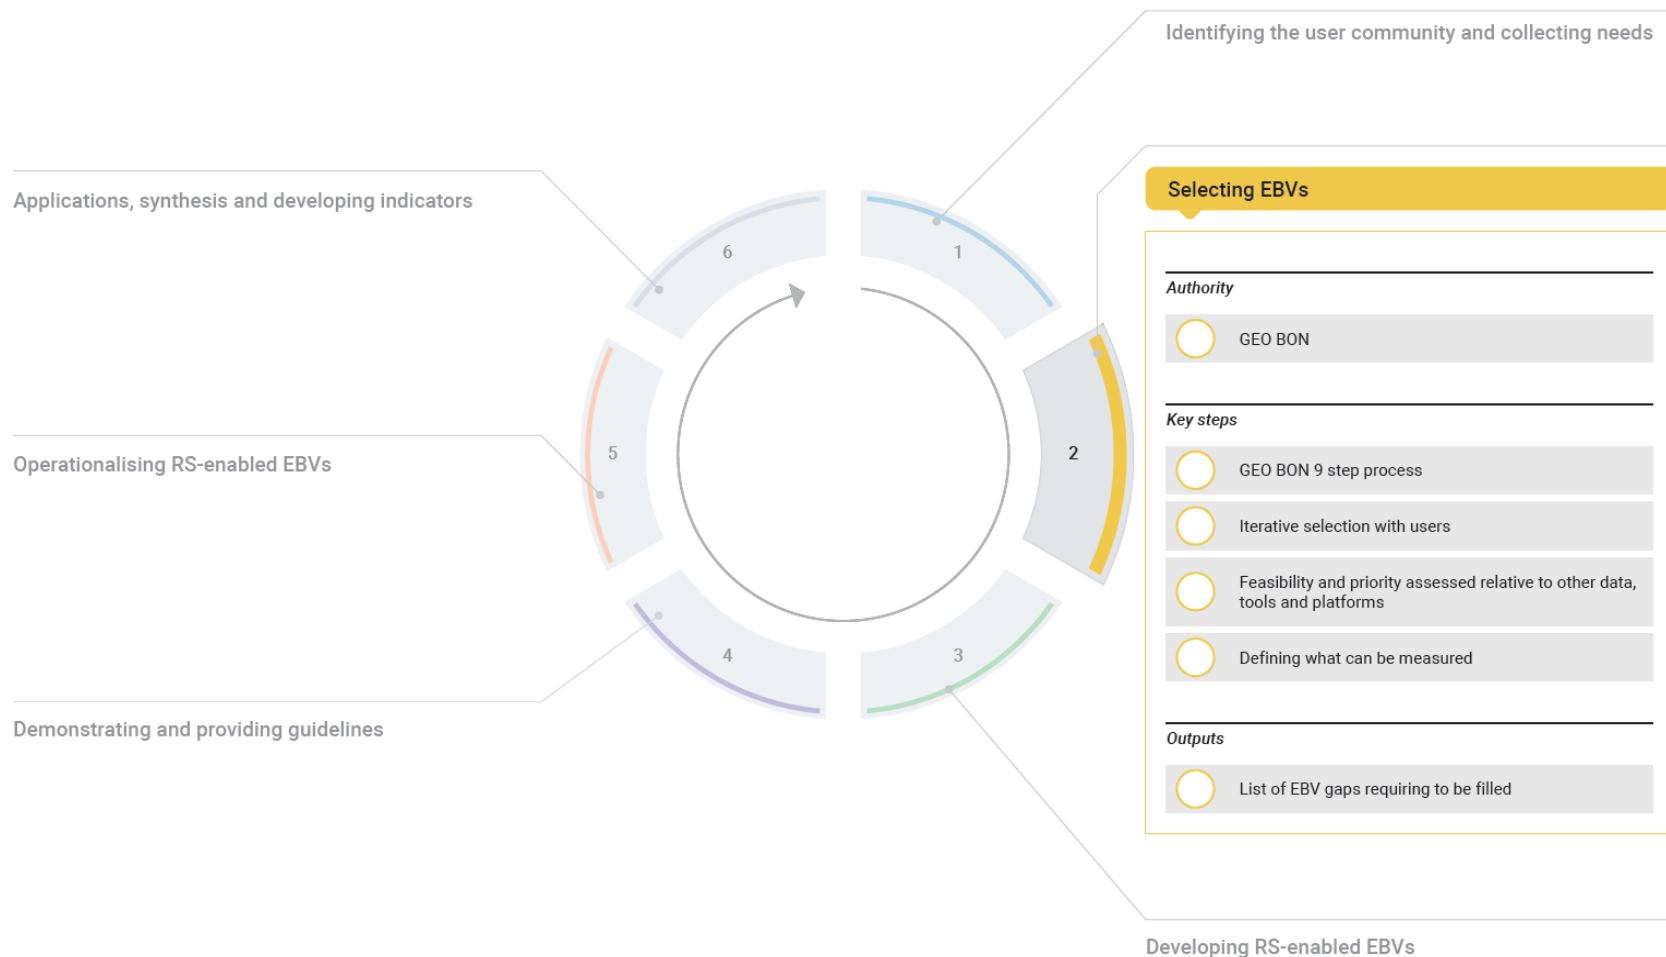 Identifying the user community and collecting needs
Selecting EBVs
Authority
GEO BON
Key steps
GEO BON 9 step process
Iterative selection with users
Feasibility and priority assessed relative to other data,
tools and platforms
Defining what can be measured
Outputs
List of EBV gaps requiring to be filled
Developing RS-enabled EBVs
Demonstrating and providing guidelines
Operationalising RS-enabled EBVs
Applications, synthesis and developing indicators
1
2
3
4
5
6